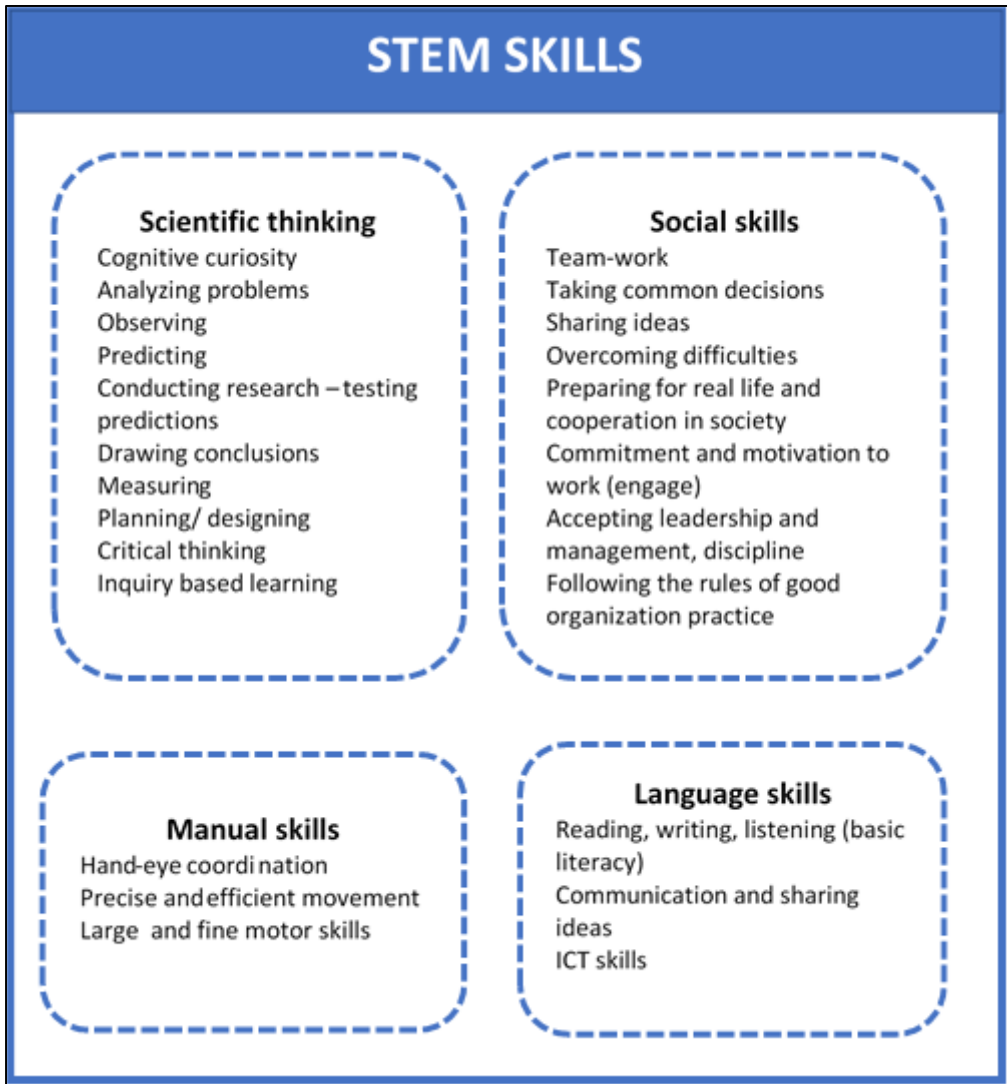 STEM SKILLS
Scientific thinking
Cognitive curiosity
Analyzing problems
Observing
Predicting
Conducting research – testing
predictions
Drawing conclusions
Measuring
Planning/ designing
Critical thinking
Inquiry based learning
Social skills
Team-work
Taking common decisions
Sharing ideas
Overcoming difficulties
Preparing for real life and
cooperation in society
Commitment and motivation to
work (engage)
Accepting leadership and
management, discipline
Following the rules of good
organization practice
Manual skills
Hand-eye coordination
Precise and efficient movement
Large and fine motor skills
Language skills
Reading, writing, listening (basic
literacy)
Communication and sharing
ideas
ICT skills